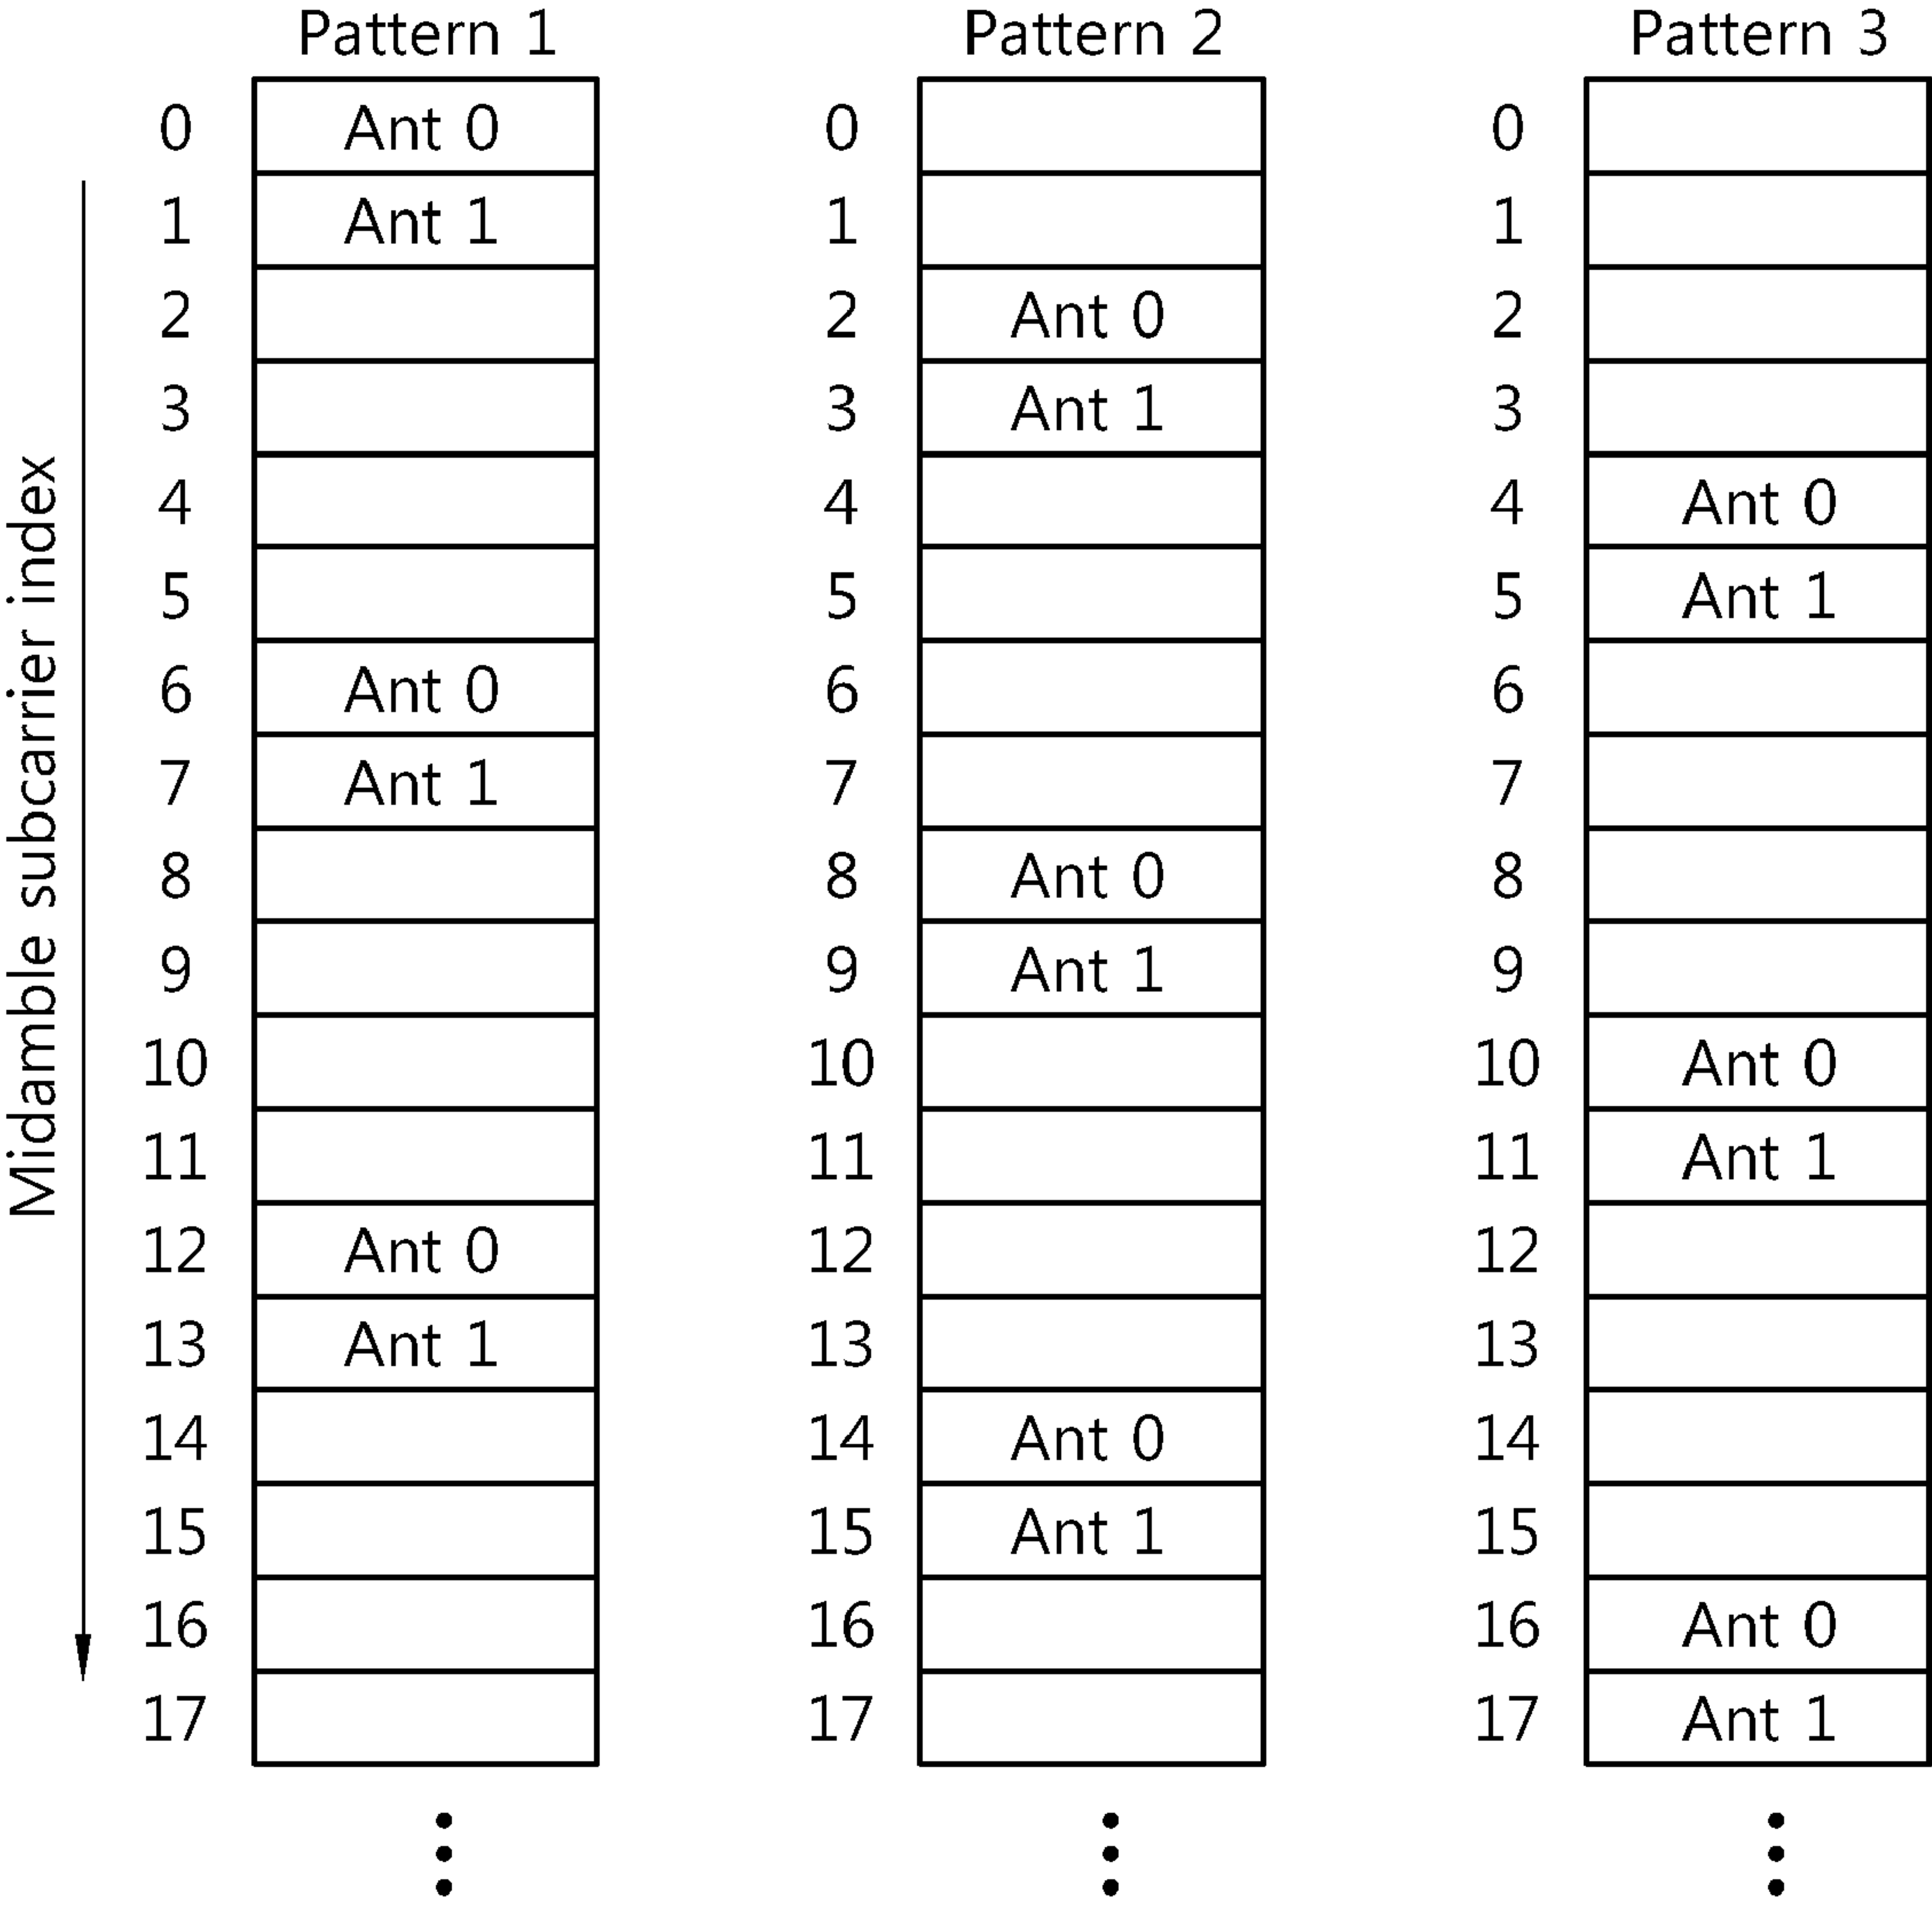 Pattern 1 Pattern 2 Pattern 3
0 Ant 0 0 0
1 Ant 1 1 1
2 2 Ant 0 2
3 3 Ant 1 3
4 4 4 Ant 0
5 5 5 Ant 1
6 Ant 0 6 6
7 Ant 1 7 7
8 8 Ant 0 8
9 9 Ant 1 9
10 10 10 Ant 0
11 11 11 Ant 1
12 Ant 0 12 12
13 Ant 1 13 13
14 14 Ant 0 14
15 15 Ant 1 15
16 16 16 Ant 0
17 17 17 Ant 1
Midamble subcarrier index